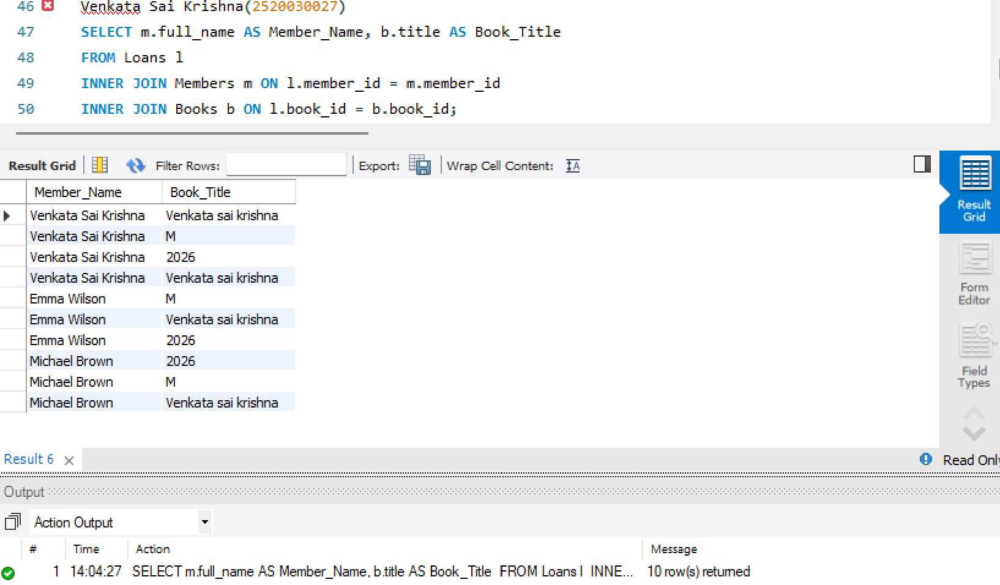 46 Venkata Sai Krishna(2520030027)
47 SELECT m.full_name AS Member_Name, b.title AS Book_Title
48 FROM Loans l
49 INNER JOIN Members m ON l.member_id = m.member_id
50 INNER JOIN Books b ON l.book_id = b.book_id;
Result Grid Filter Rows: Export: Wrap Cell Content:
Member_Name Book_Title
Venkata Sai Krishna Venkata sai krishna
Venkata Sai Krishna M
Venkata Sai Krishna 2026
Venkata Sai Krishna Venkata sai krishna
Emma Wilson M
Emma Wilson Venkata sai krishna
Emma Wilson 2026
Michael Brown 2026
Michael Brown M
Michael Brown Venkata sai krishna
Result
Grid
Form
Editor
Field
Types
Result 6 Read Only
Output
Action Output
# Time Action Message
1 14:04:27 SELECT m.full_name AS Member_Name, b.title AS Book_Title FROM Loans l INNE... 10 row(s) returned